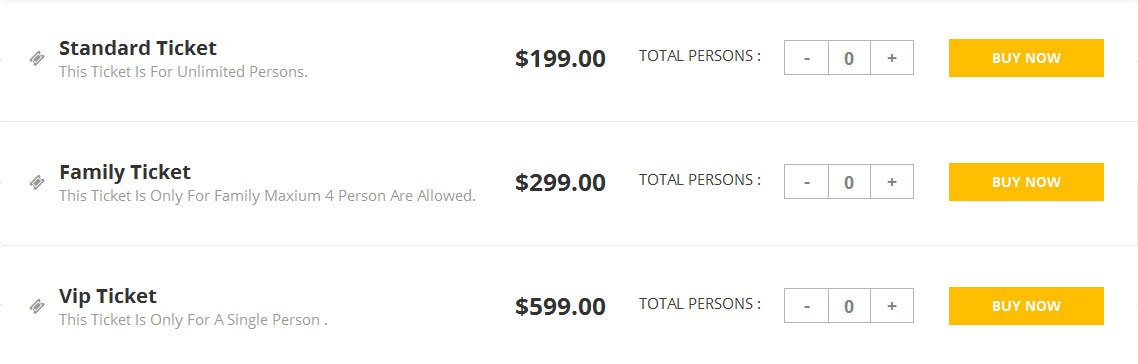 Standard Ticket
This Ticket Is For Unlimited Persons.
$199.00
TOTAL PERSONS :
- 0 +
BUY NOW
Family Ticket
This Ticket Is Only For Family Maxium 4 Person Are Allowed.
$299.00
TOTAL PERSONS :
- 0 +
BUY NOW
Vip Ticket
This Ticket Is Only For A Single Person .
$599.00
TOTAL PERSONS :
- 0 +
BUY NOW